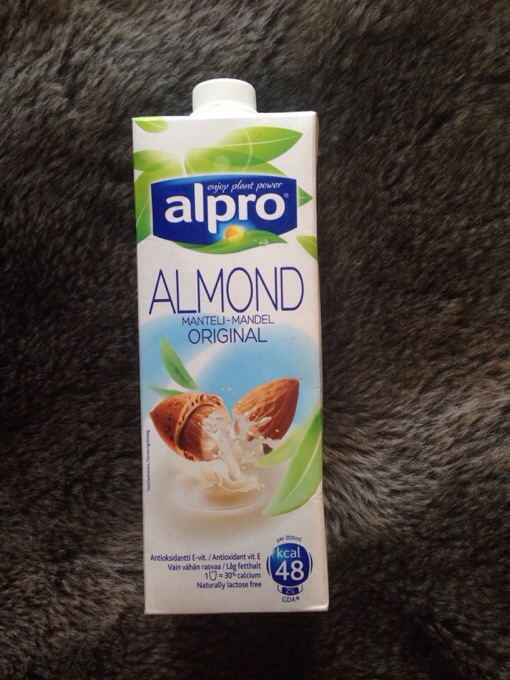 enjoy plant power
alpro®
ALMOND
MANTELI-MANDEL
ORIGINAL
Antioksidantti E-vit. / Antioxidant vit. E
Vain vähän rasvaa / Låg fetthalt
1 = 30% calcium
Naturally lactose free
per 200ml
kcal
48
2%
GDA*